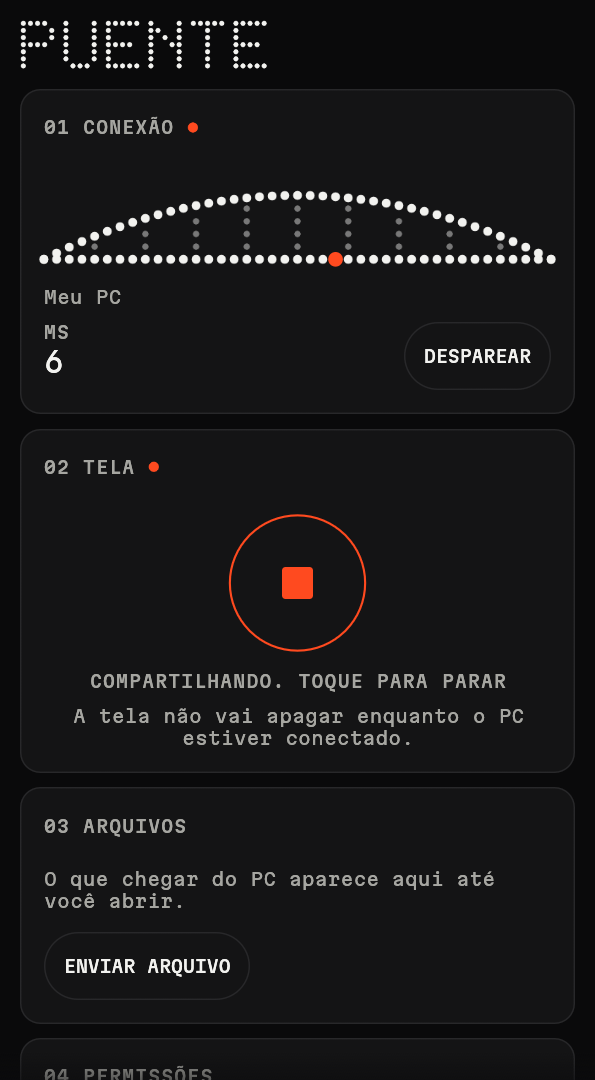 PUENTE
01 CONEXÃO
Meu PC
MS
6
DESPAREAR
02 TELA
COMPARTILHANDO. TOQUE PARA PARAR
A tela não vai apagar enquanto o PC
estiver conectado.
03 ARQUIVOS
O que chegar do PC aparece aqui até
você abrir.
ENVIAR ARQUIVO
04 PERMISSÕES